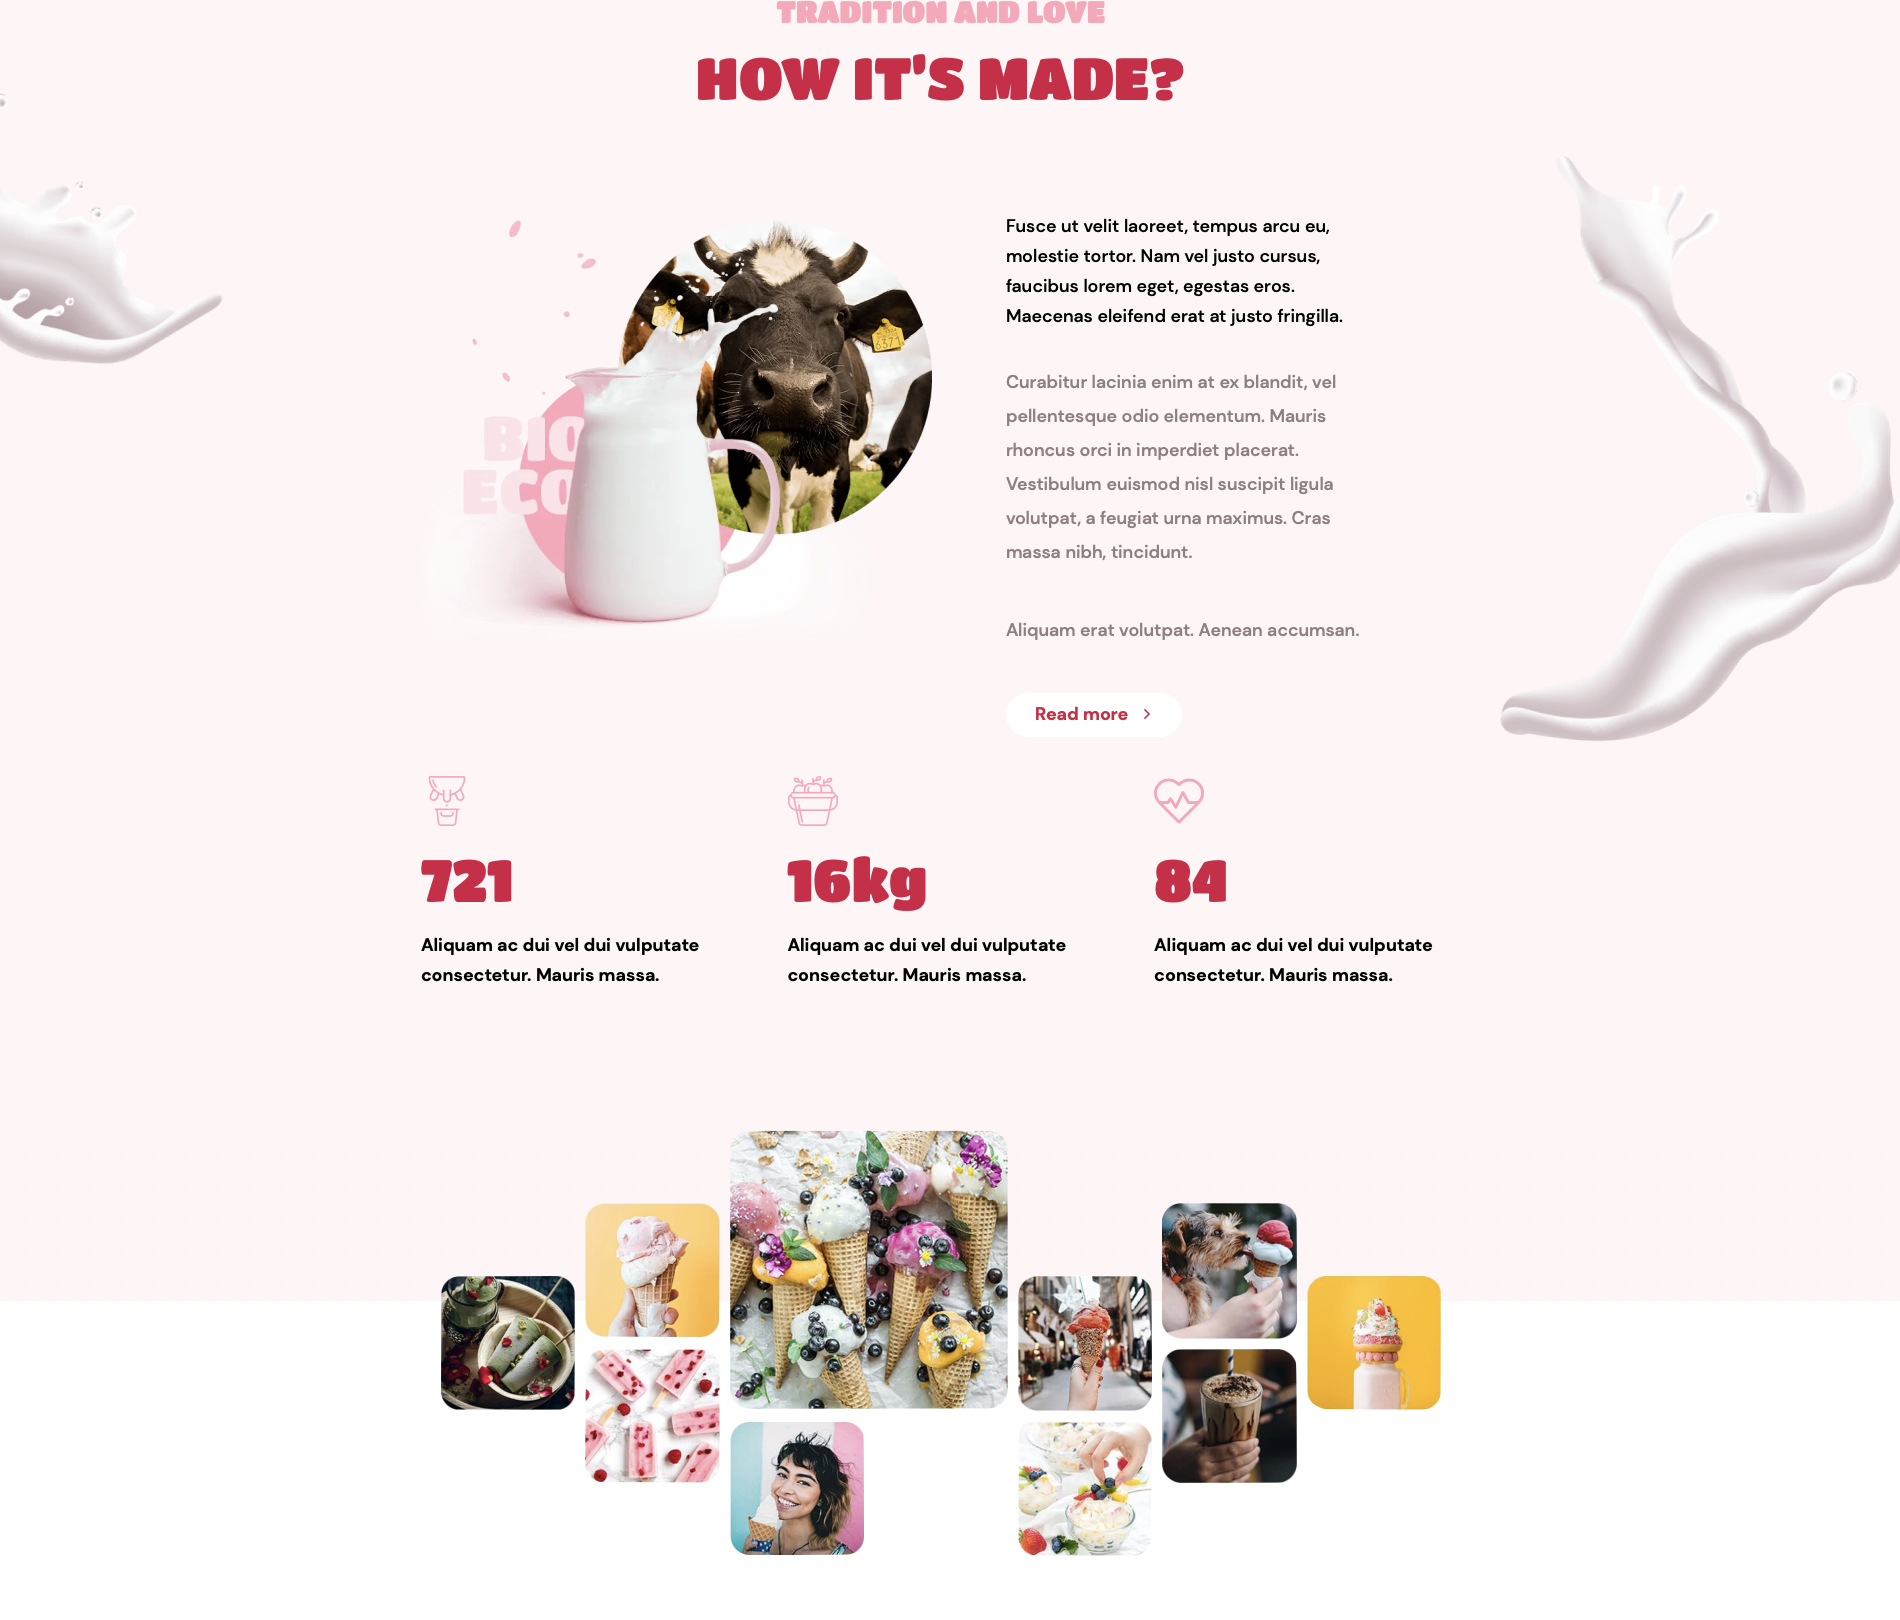 TRADITION AND LOVE
HOW IT'S MADE?
Fusce ut velit laoreet, tempus arcu eu,
molestie tortor. Nam vel justo cursus,
faucibus lorem eget, egestas eros.
Maecenas eleifend erat at justo fringilla.
BIO
ECO
6371
Curabitur lacinia enim at ex blandit, vel
pellentesque odio elementum. Mauris
rhoncus orci in imperdiet placerat.
Vestibulum euismod nisl suscipit ligula
volutpat, a feugiat urna maximus. Cras
massa nibh, tincidunt.
Aliquam erat volutpat. Aenean accumsan.
Read more
721
Aliquam ac dui vel dui vulputate
consectetur. Mauris massa.
16kg
Aliquam ac dui vel dui vulputate
consectetur. Mauris massa.
84
Aliquam ac dui vel dui vulputate
consectetur. Mauris massa.